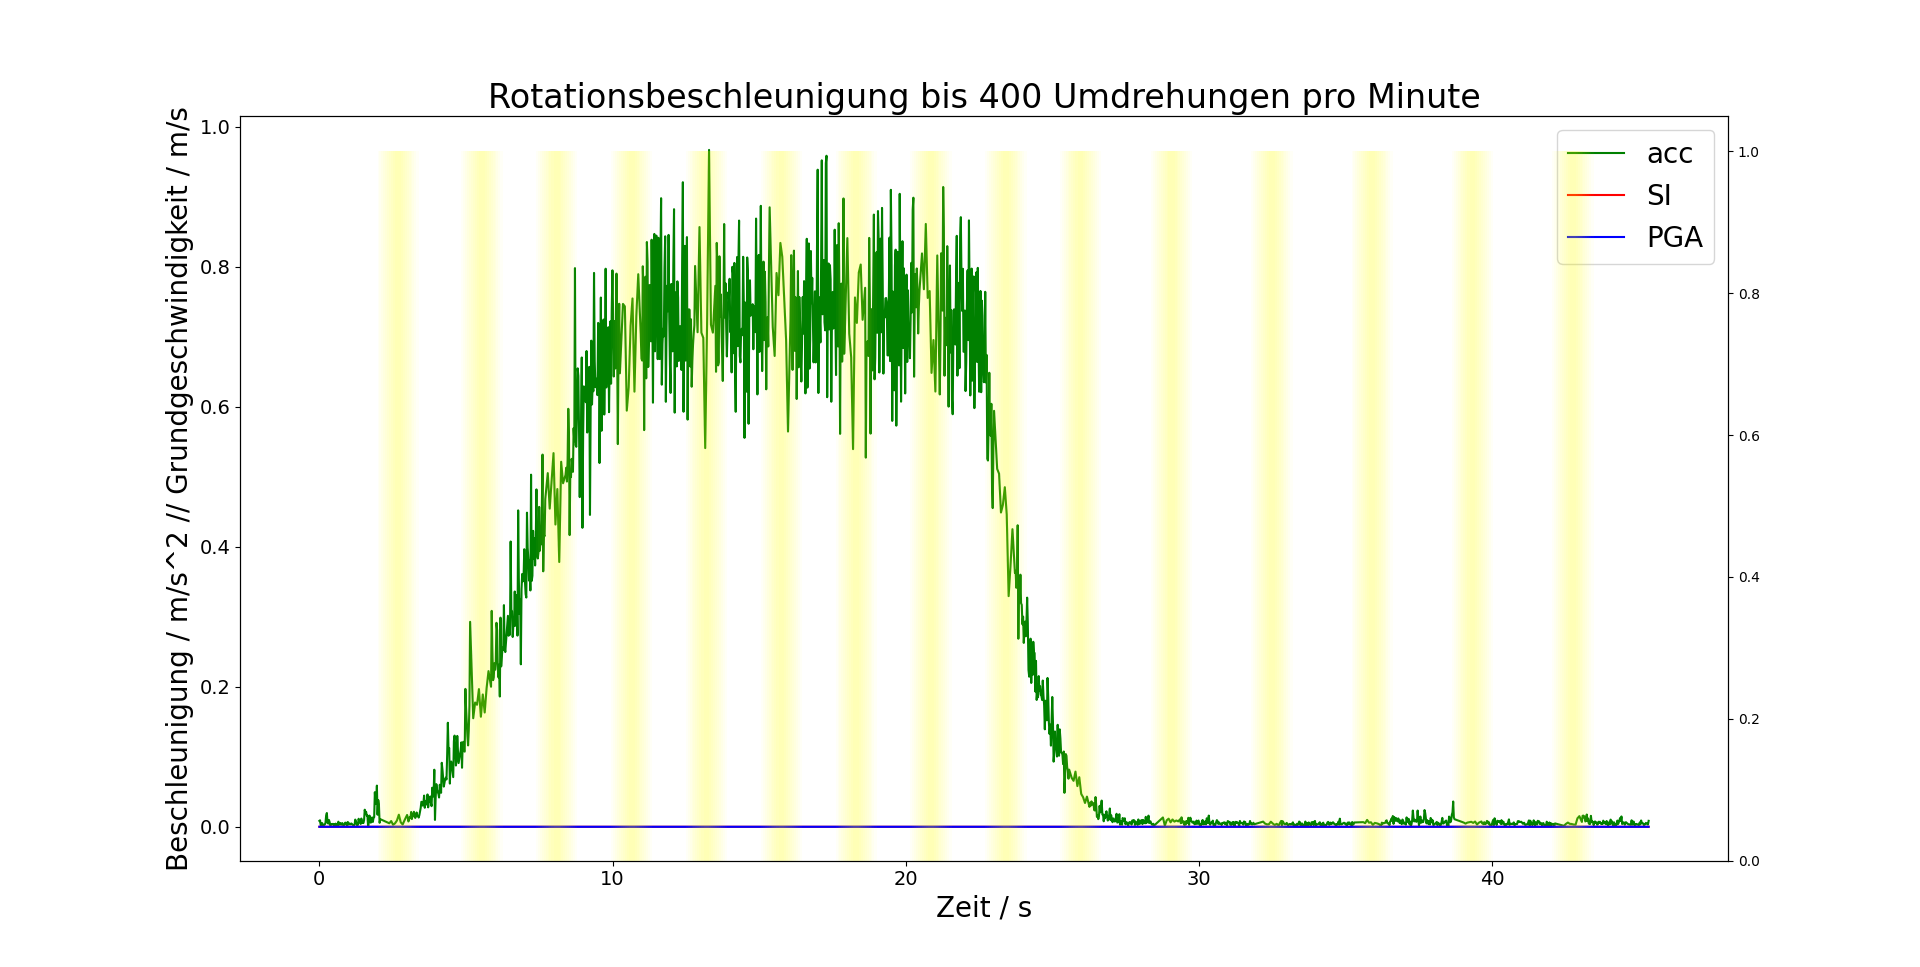 Rotationsbeschleunigung bis 400 Umdrehungen pro Minute
Beschleunigung / m/s^2 // Grundgeschwindigkeit / m/s
1.0
0.8
0.6
0.4
0.2
0.0
acc
SI
PGA
1.0
0.8
0.6
0.4
0.2
0.0
0 10 20 30 40
Zeit / s